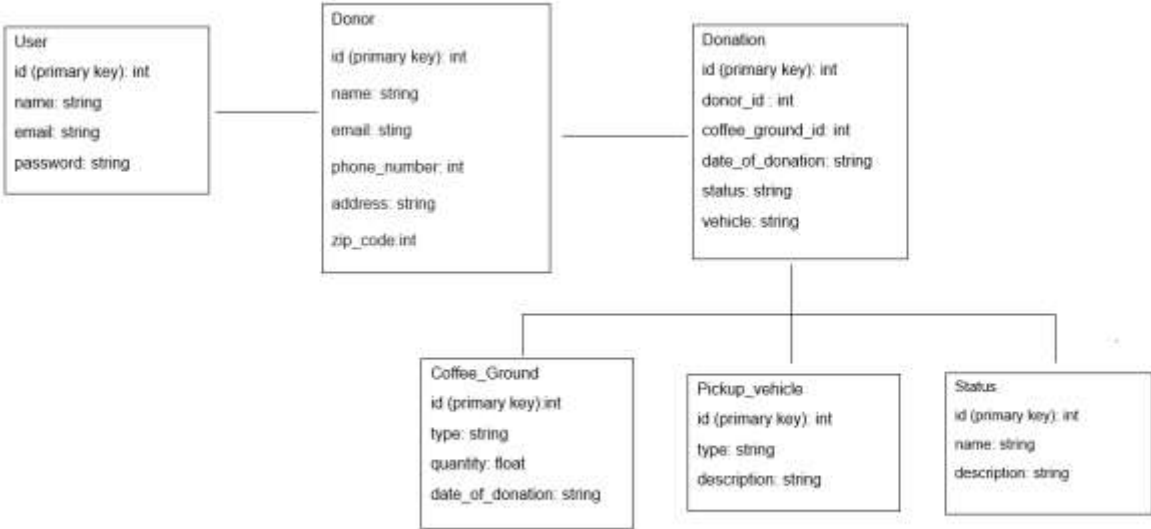 User
id (primary key): int
name: string
email: string
password: string
Donor
id (primary key): int
name: string
email: sting
phone_number: int
address: string
zip_code:int
Donation
id (primary key): int
donor_id : int
coffee_ground_id: int
date_of_donation: string
status: string
vehicle: string
Coffee_Ground
id (primary key):int
type: string
quantity: float
date_of_donation: string
Pickup_vehicle
id (primary key): int
type: string
description: string
Status
id (primary key): int
name: string
description: string